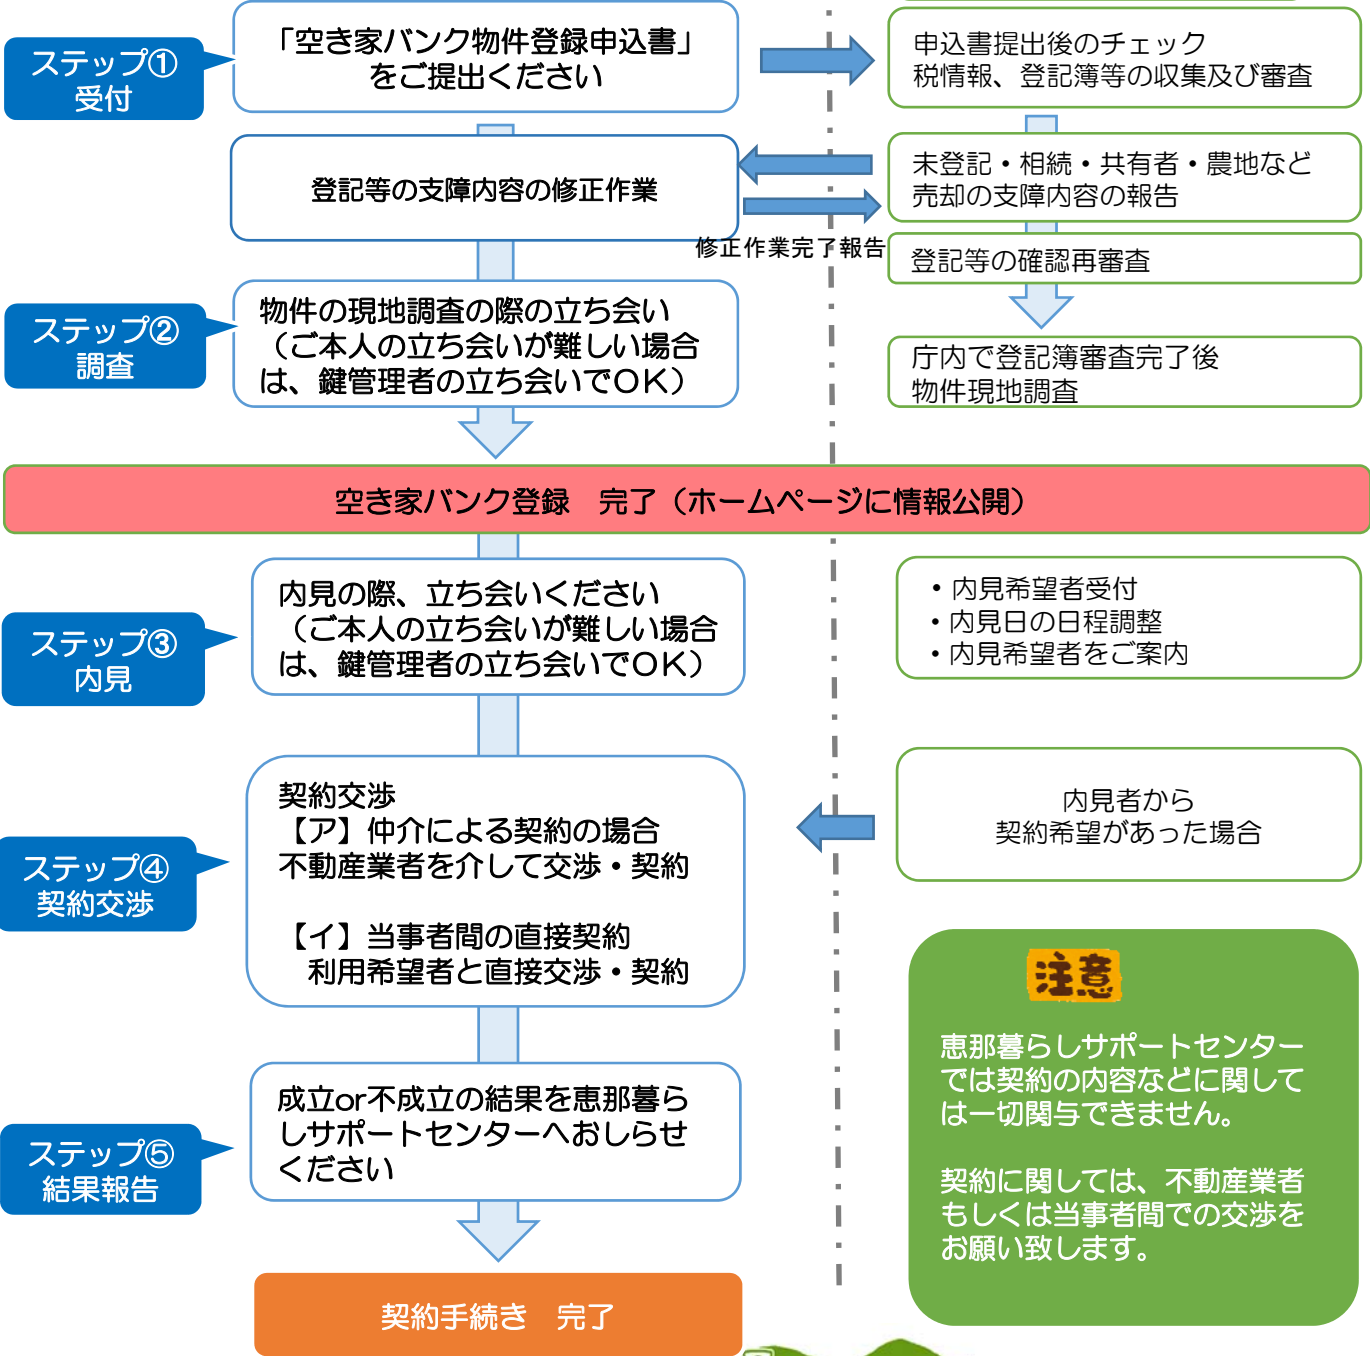 ステップ①
受付
「空き家バンク物件登録申込書」
をご提出ください
申込書提出後のチェック
税情報、登記簿等の収集及び審査
登記等の支障内容の修正作業
未登記・相続・共有者・農地など
売却の支障内容の報告
修正作業完了報告
登記等の確認再審査
ステップ②
調査
物件の現地調査の際の立ち会い
（ご本人の立ち会いが難しい場合
は、鍵管理者の立ち会いでＯＫ）
庁内で登記簿審査完了後
物件現地調査
空き家バンク登録　完了（ホームページに情報公開）
ステップ③
内見
内見の際、立ち会いください
（ご本人の立ち会いが難しい場合
は、鍵管理者の立ち会いでＯＫ）
・内見希望者受付
・内見日の日程調整
・内見希望者をご案内
ステップ④
契約交渉
契約交渉
【ア】仲介による契約の場合
不動産業者を介して交渉・契約
【イ】当事者間の直接契約
利用希望者と直接交渉・契約
内見者から
契約希望があった場合
ステップ⑤
結果報告
成立or不成立の結果を恵那暮ら
しサポートセンターへおしらせ
ください
注意
恵那暮らしサポートセンター
では契約の内容などに関して
は一切関与できません。
契約に関しては、不動産業者
もしくは当事者間での交渉を
お願い致します。
契約手続き　完了